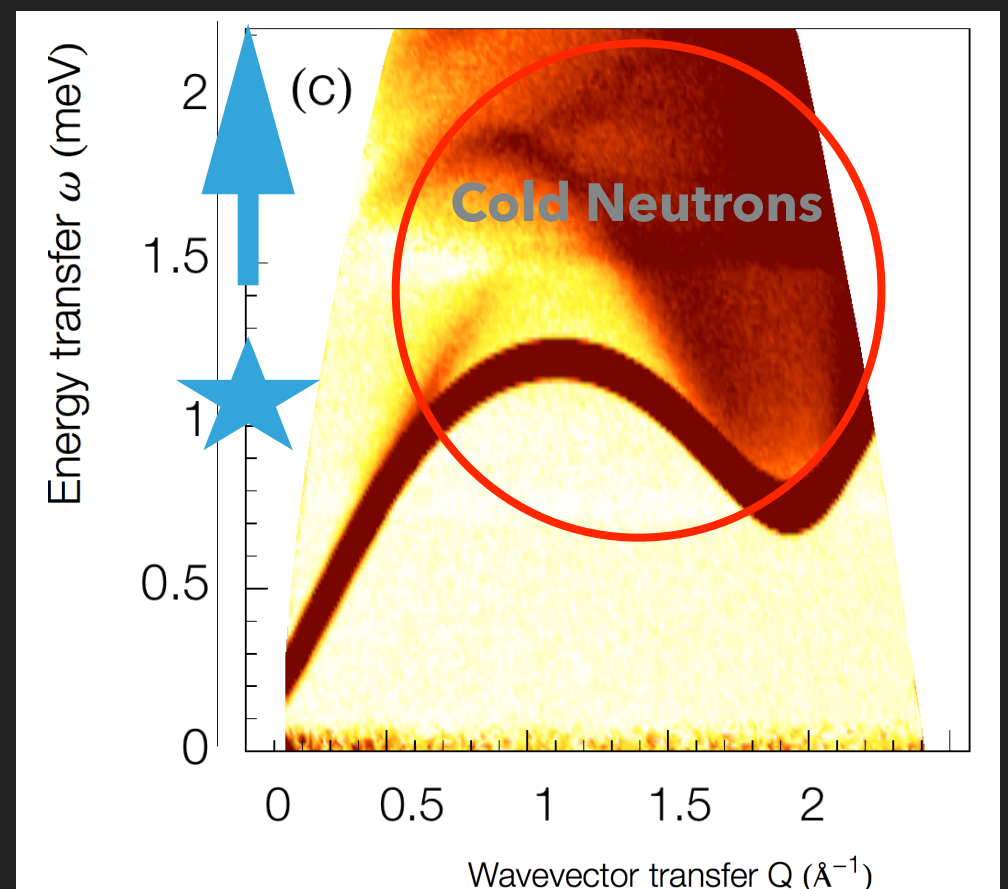 Energy transfer ω (meV)
2
(c)
Cold Neutrons
1.5
1
0.5
0
0 0.5 1 1.5 2
Wavevector transfer Q (Å⁻¹)